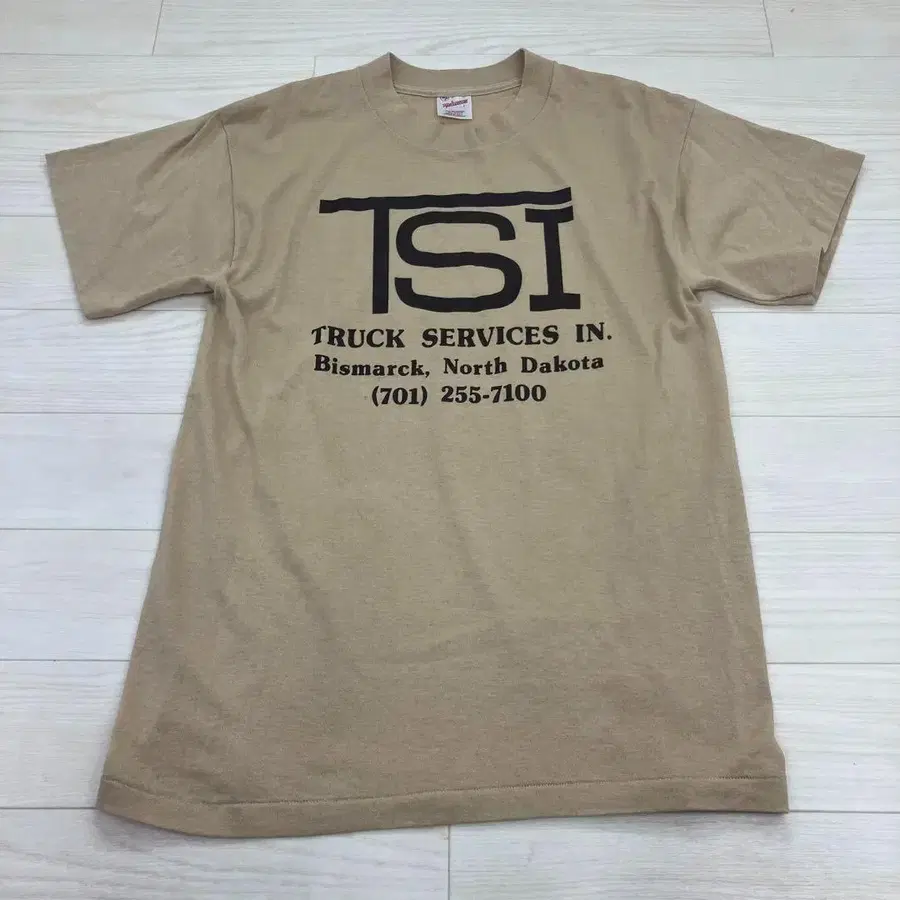 TSI
TRUCK SERVICES IN.
Bismarck, North Dakota
(701) 255-7100